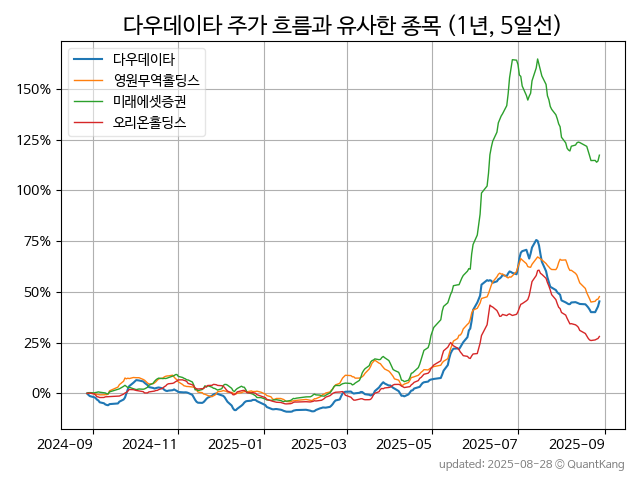 다우데이타 주가 흐름과 유사한 종목 (1년, 5일선)
다우데이타
영원무역홀딩스
미래에셋증권
오리온홀딩스
150%
125%
100%
75%
50%
25%
0%
2024-09
2024-11
2025-01
2025-03
2025-05
2025-07
2025-09
updated: 2025-08-28 © QuantKang